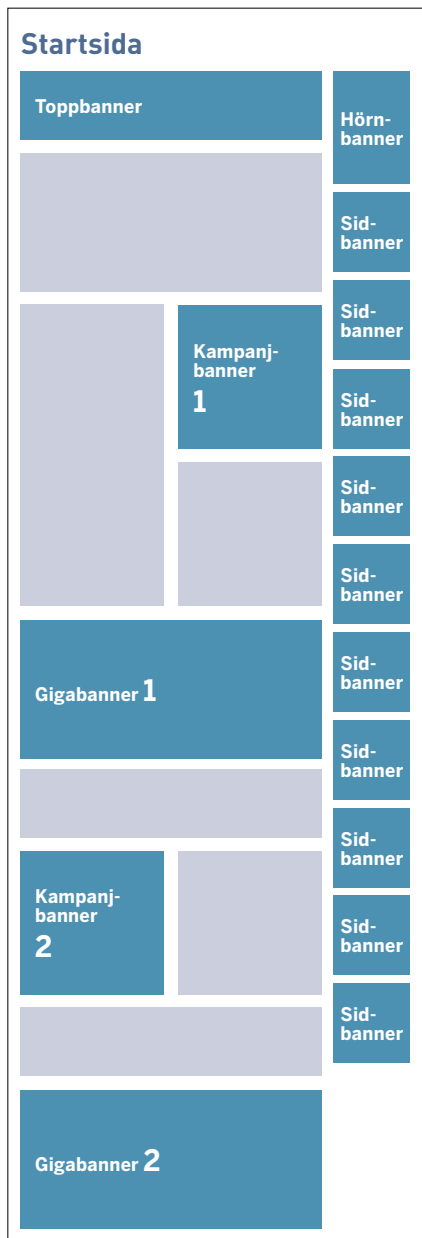 Startsida
Toppbanner
Hörn-
banner
Sid-
banner
Sid-
banner
Kampanj-
banner
1
Sid-
banner
Sid-
banner
Sid-
banner
Sid-
banner
Gigabanner 1
Sid-
banner
Sid-
banner
Kampanj-
banner
2
Sid-
banner
Sid-
banner
Gigabanner 2